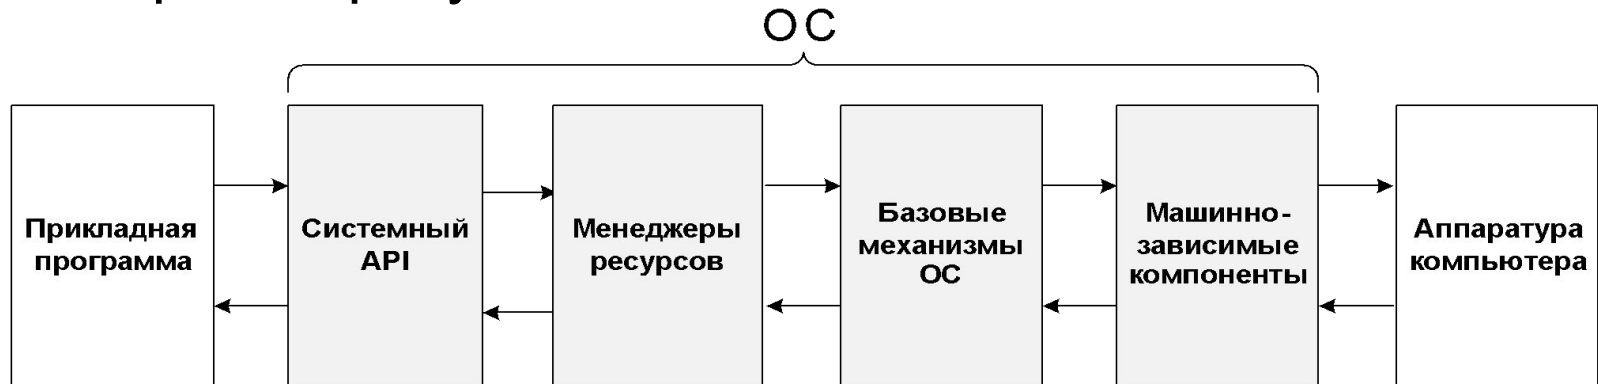 ОС
Прикладная
программа
Системный
API
Менеджеры
ресурсов
Базовые
механизмы
ОС
Машинно-
зависимые
компоненты
Аппаратура
компьютера